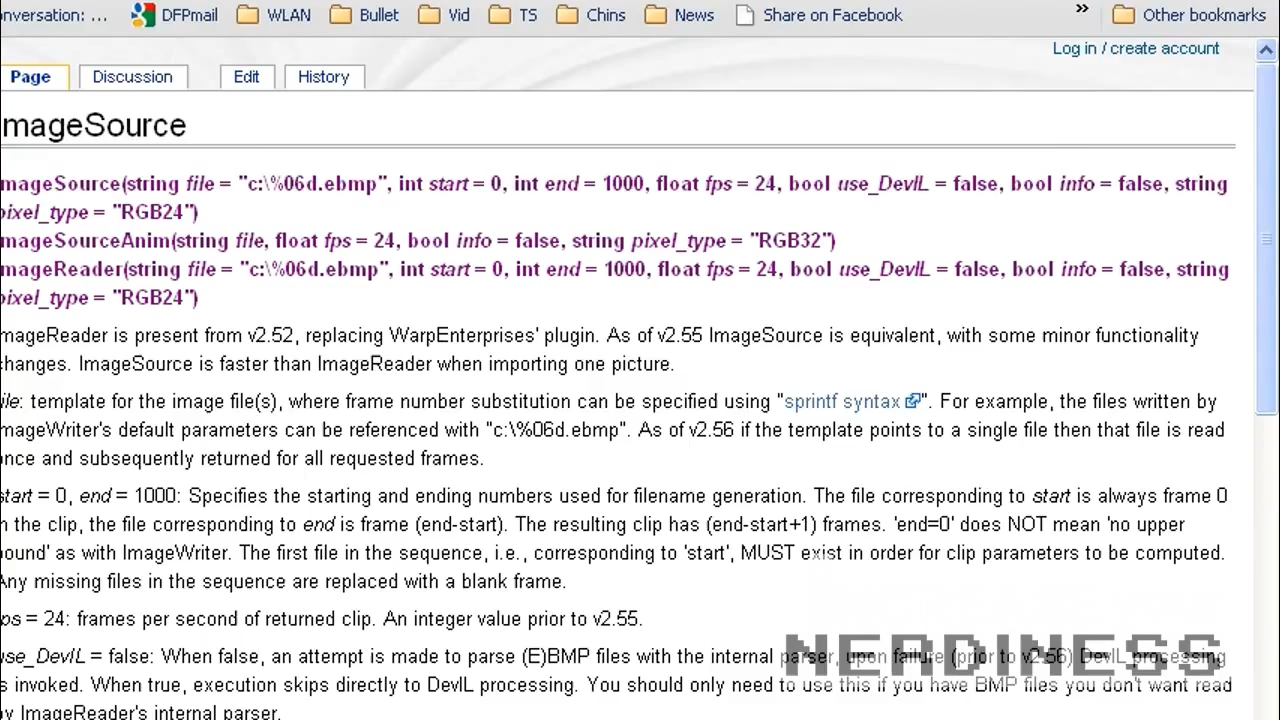 onversation: ... DFPmail WLAN Bullet Vid TS Chins News Share on Facebook » Other bookmarks
Log in / create account
Page Discussion Edit History
mageSource
mageSource(string file = "c:\%06d.ebmp", int start = 0, int end = 1000, float fps = 24, bool use_DevIL = false, bool info = false, string
pixel_type = "RGB24")
mageSourceAnim(string file, float fps = 24, bool info = false, string pixel_type = "RGB32")
mageReader(string file = "c:\%06d.ebmp", int start = 0, int end = 1000, float fps = 24, bool use_DevIL = false, bool info = false, string
pixel_type = "RGB24")
mageReader is present from v2.52, replacing WarpEnterprises' plugin. As of v2.55 ImageSource is equivalent, with some minor functionality
changes. ImageSource is faster than ImageReader when importing one picture.
ile: template for the image file(s), where frame number substitution can be specified using "sprintf syntax". For example, the files written by
mageWriter's default parameters can be referenced with "c:\%06d.ebmp". As of v2.56 if the template points to a single file then that file is read
once and subsequently returned for all requested frames.
start = 0, end = 1000: Specifies the starting and ending numbers used for filename generation. The file corresponding to start is always frame 0
n the clip, the file corresponding to end is frame (end-start). The resulting clip has (end-start+1) frames. 'end=0' does NOT mean 'no upper
bound' as with ImageWriter. The first file in the sequence, i.e., corresponding to 'start', MUST exist in order for clip parameters to be computed.
Any missing files in the sequence are replaced with a blank frame.
ps = 24: frames per second of returned clip. An integer value prior to v2.55.
use_DevIL = false: When false, an attempt is made to parse (E)BMP files with the internal parser, upon failure (prior to v2.56) DevIL processing
s invoked. When true, execution skips directly to DevIL processing. You should only need to use this if you have BMP files you don't want read
by ImageReader's internal parser.
NERDINESS